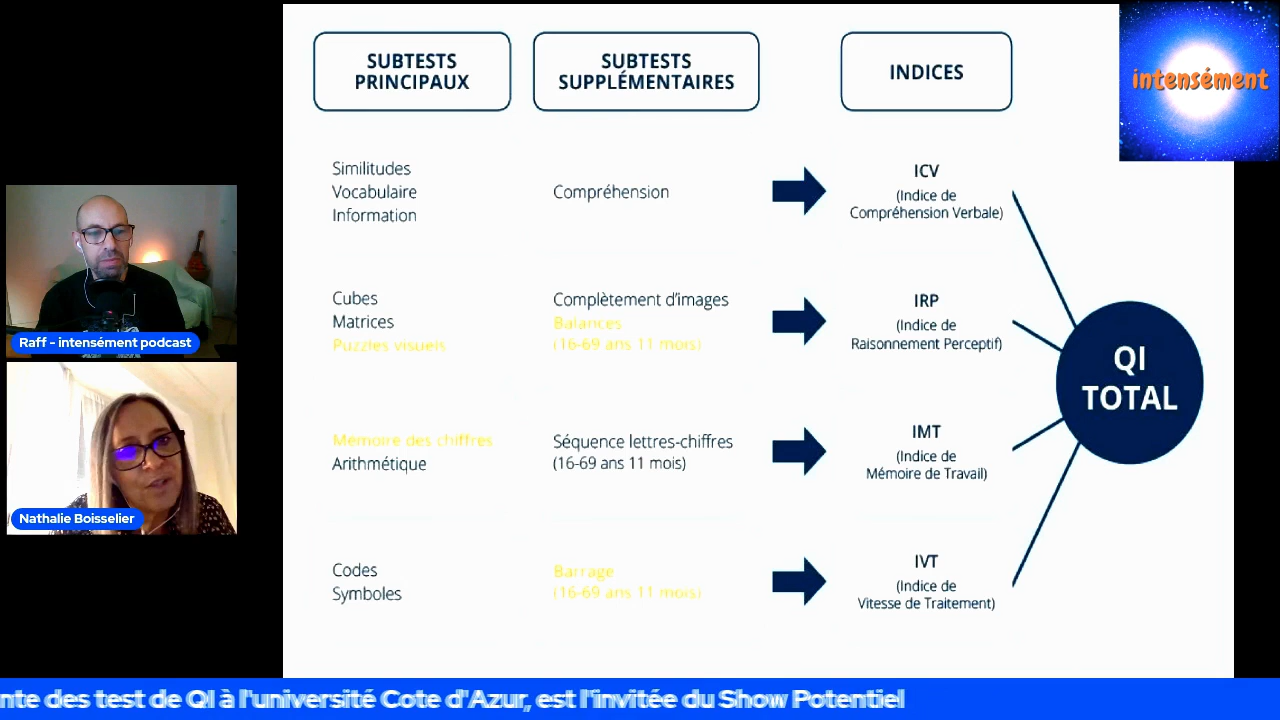 SUBTESTS
PRINCIPAUX
SUBTESTS
SUPPLÉMENTAIRES
INDICES
intensément
Similitudes
Vocabulaire
Information
Compréhension
ICV
(Indice de
Compréhension Verbale)
Cubes
Matrices
Puzzles visuels
Complètement d'images
Balances
(16-69 ans 11 mois)
IRP
(Indice de
Raisonnement Perceptif)
QI
TOTAL
Mémoire des chiffres
Arithmétique
Séquence lettres-chiffres
(16-69 ans 11 mois)
IMT
(Indice de
Mémoire de Travail)
Codes
Symboles
Barrage
(16-69 ans 11 mois)
IVT
(Indice de
Vitesse de Traitement)
Raff - intensément podcast
Nathalie Boisselier
nte des test de QI à l'université Cote d'Azur, est l'invitée du Show Potentiel